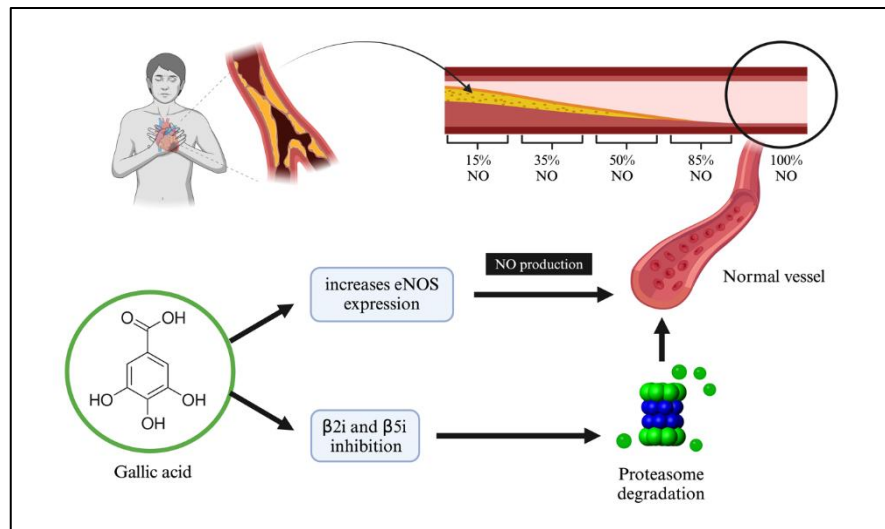 15%
NO
35%
NO
50%
NO
85%
NO
100%
NO
Normal vessel
NO production
increases eNOS
expression
O
OH
HO
OH
OH
Gallic acid
β2i and β5i
inhibition
Proteasome
degradation